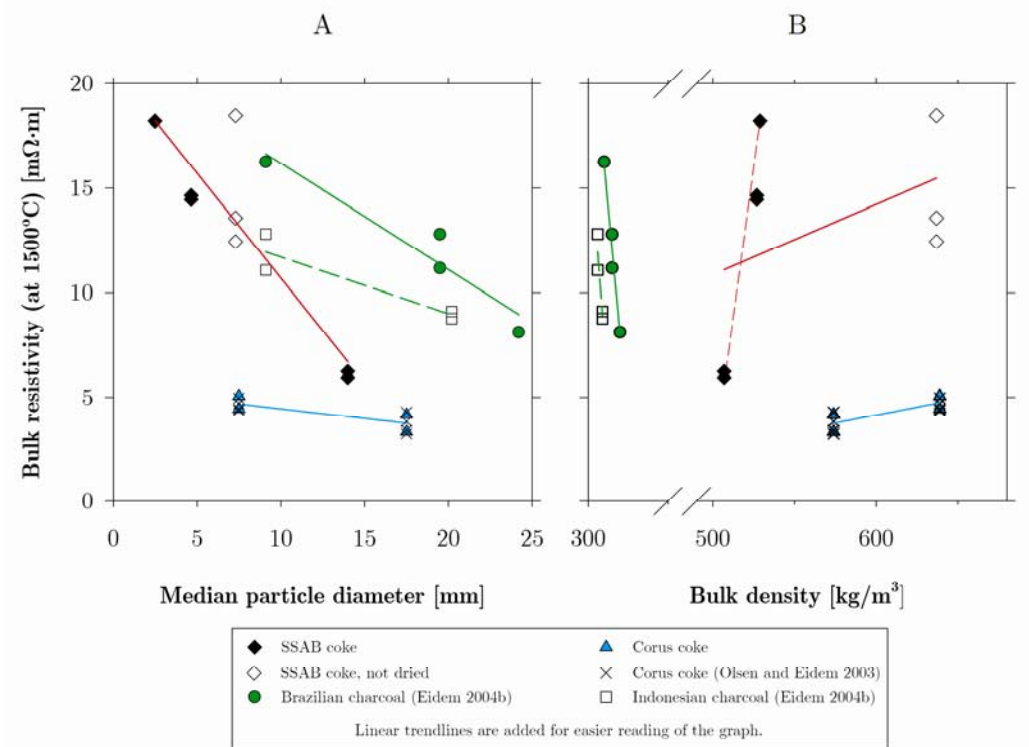 A
B
Bulk resistivity (at 1500°C) [mΩ·m]
20
15
10
5
0
0 5 10 15 20 25
300 500 600
Median particle diameter [mm]
Bulk density [kg/m³]
SSAB coke
SSAB coke, not dried
Brazilian charcoal (Eidem 2004b)
Corus coke
Corus coke (Olsen and Eidem 2003)
Indonesian charcoal (Eidem 2004b)
Linear trendlines are added for easier reading of the graph.